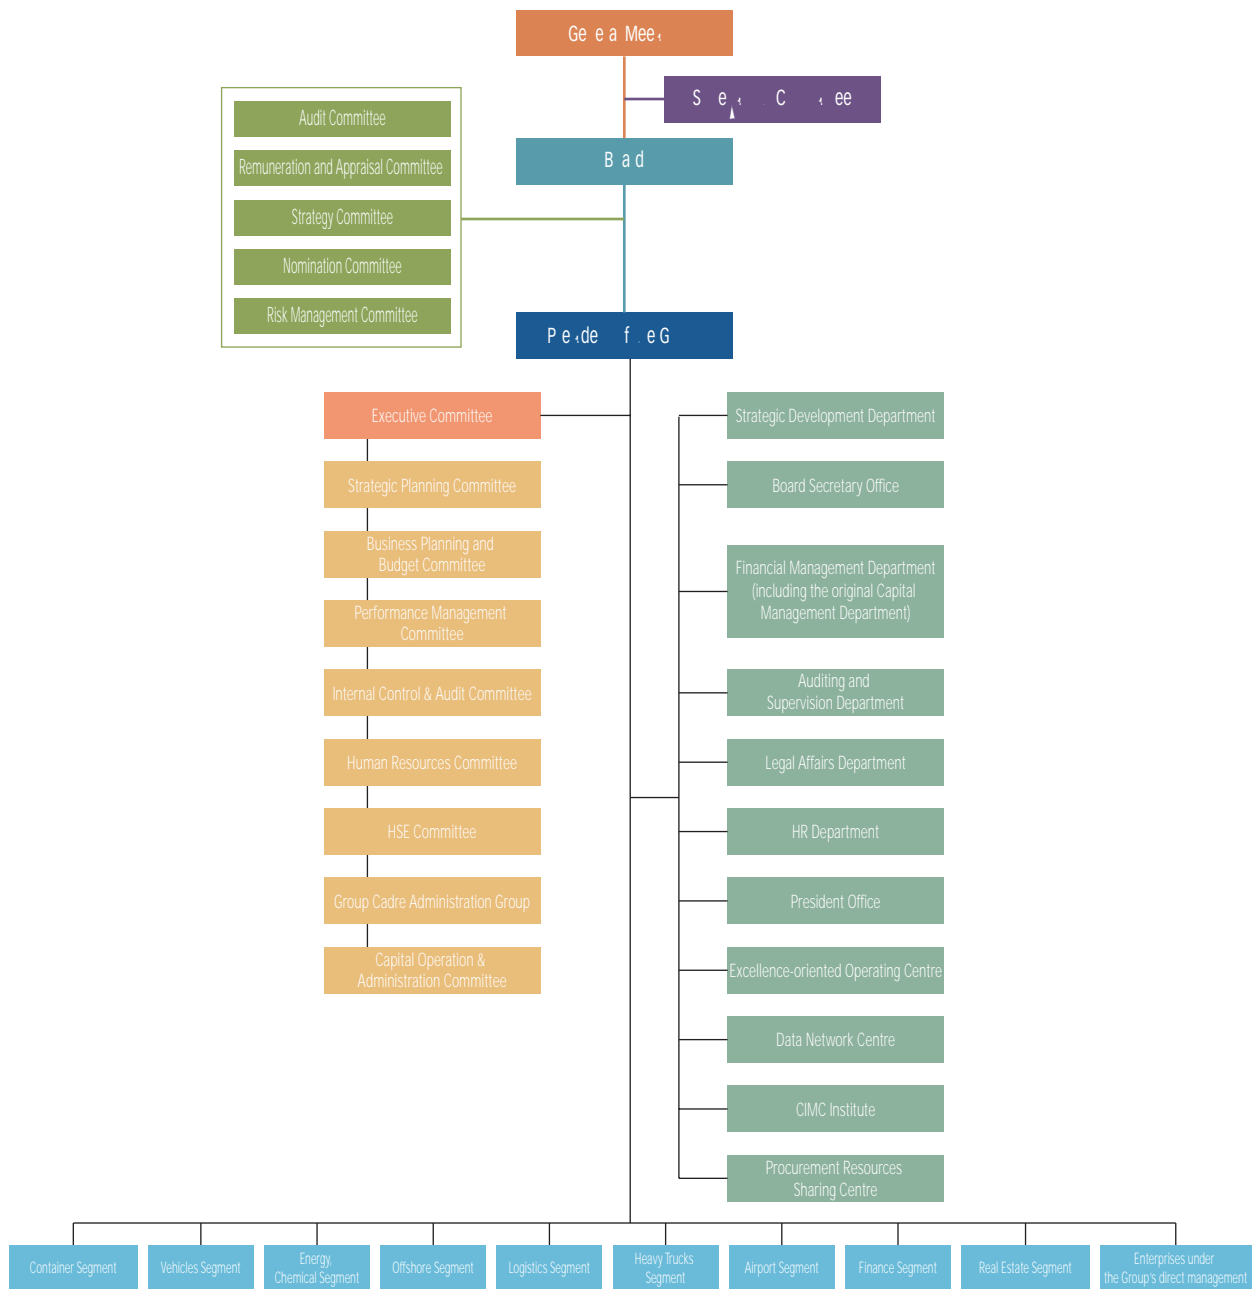 Audit Committee
Remuneration and Appraisal Committee
Strategy Committee
Nomination Committee
Risk Management Committee
Executive Committee
Strategic Planning Committee
Business Planning and
Budget Committee
Performance Management
Committee
Internal Control & Audit Committee
Human Resources Committee
HSE Committee
Group Cadre Administration Group
Capital Operation &
Administration Committee
Strategic Development Department
Board Secretary Office
Financial Management Department
(including the original Capital
Management Department)
Auditing and
Supervision Department
Legal Affairs Department
HR Department
President Office
Excellence-oriented Operating Centre
Data Network Centre
CIMC Institute
Procurement Resources
Sharing Centre
Container Segment
Vehicles Segment
Energy,
Chemical Segment
Offshore Segment
Logistics Segment
Heavy Trucks
Segment
Airport Segment
Finance Segment
Real Estate Segment
Enterprises under
the Group's direct management